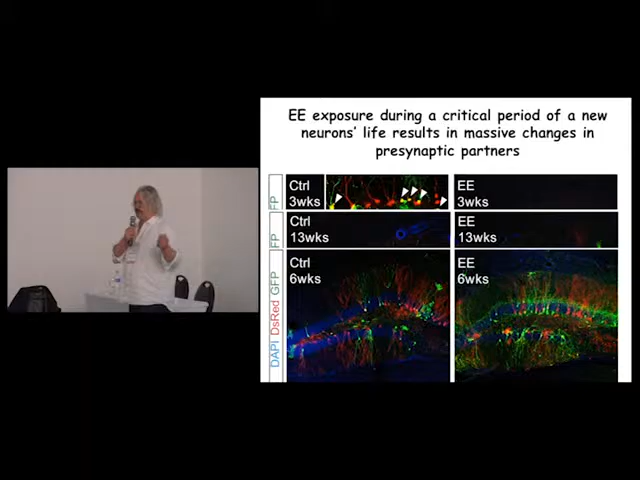 EE exposure during a critical period of a new
neurons' life results in massive changes in
presynaptic partners
Ctrl
3wks
EE
3wks
FP
Ctrl
13wks
EE
13wks
FP
Ctrl
6wks
EE
6wks
DAPI DsRed GFP